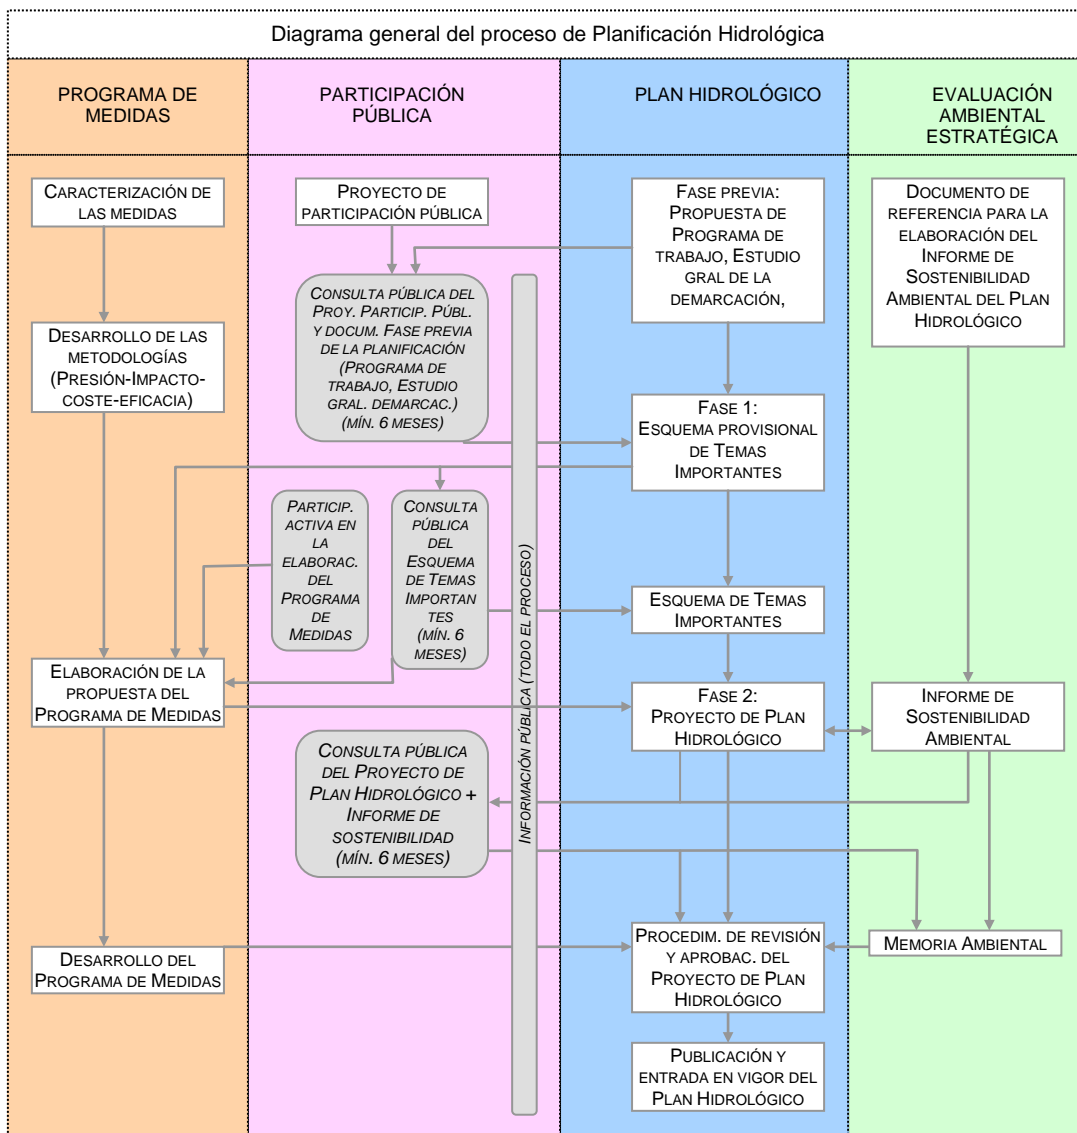 Diagrama general del proceso de Planificación Hidrológica
PROGRAMA DE
MEDIDAS
PARTICIPACIÓN
PÚBLICA
PLAN HIDROLÓGICO
EVALUACIÓN
AMBIENTAL
ESTRATÉGICA
CARACTERIZACIÓN DE
LAS MEDIDAS
DESARROLLO DE LAS
METODOLOGÍAS
(PRESIÓN-IMPACTO-
COSTE-EFICACIA)
ELABORACIÓN DE LA
PROPUESTA DEL
PROGRAMA DE MEDIDAS
DESARROLLO DEL
PROGRAMA DE MEDIDAS
PROYECTO DE
PARTICIPACIÓN PÚBLICA
CONSULTA PÚBLICA DEL
PROY. PARTICIP. PÚBL.
Y DOCUM. FASE PREVIA
DE LA PLANIFICACIÓN
(PROGRAMA DE
TRABAJO, ESTUDIO
GRAL. DEMARCAC.)
(MÍN. 6 MESES)
PARTICIP.
ACTIVA EN
LA
ELABORAC.
DEL
PROGRAMA
DE
MEDIDAS
CONSULTA
PÚBLICA
DEL
ESQUEMA
DE TEMAS
IMPORTAN
TES
(MÍN. 6
MESES)
CONSULTA PÚBLICA
DEL PROYECTO DE
PLAN HIDROLÓGICO +
INFORME DE
SOSTENIBILIDAD
(MÍN. 6 MESES)
INFORMACIÓN PÚBLICA (TODO EL PROCESO)
FASE PREVIA:
PROPUESTA DE
PROGRAMA DE
TRABAJO, ESTUDIO
GRAL DE LA
DEMARCACIÓN,
FASE 1:
ESQUEMA PROVISIONAL
DE TEMAS
IMPORTANTES
ESQUEMA DE TEMAS
IMPORTANTES
FASE 2:
PROYECTO DE PLAN
HIDROLÓGICO
PROCEDIM. DE REVISIÓN
Y APROBAC. DEL
PROYECTO DE PLAN
HIDROLÓGICO
PUBLICACIÓN Y
ENTRADA EN VIGOR DEL
PLAN HIDROLÓGICO
DOCUMENTO DE
REFERENCIA PARA LA
ELABORACIÓN DEL
INFORME DE
SOSTENIBILIDAD
AMBIENTAL DEL PLAN
HIDROLÓGICO
INFORME DE
SOSTENIBILIDAD
AMBIENTAL
MEMORIA AMBIENTAL